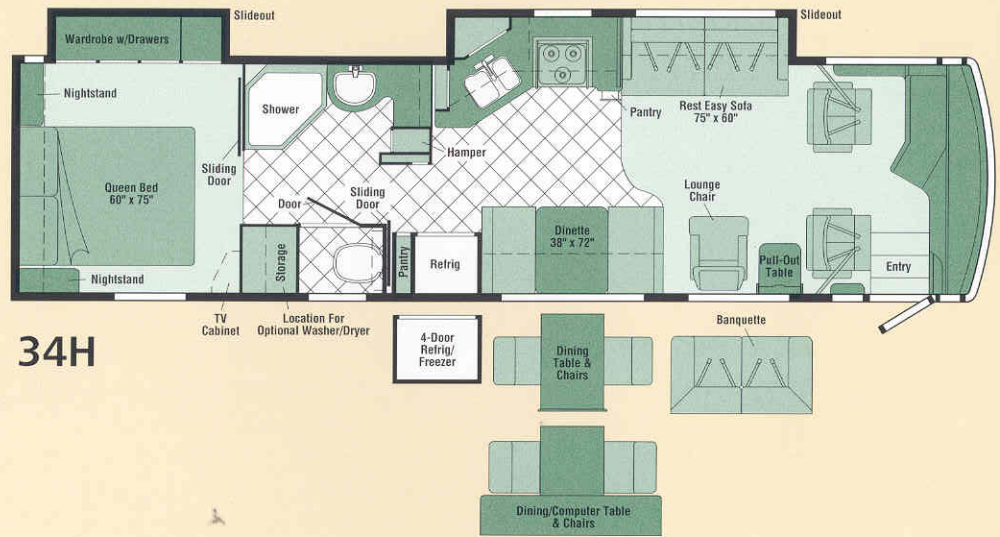 Slideout
Slideout
Wardrobe w/Drawers
Nightstand
Shower
Pantry
Rest Easy Sofa
75" x 60"
Hamper
Sliding
Door
Queen Bed
60" x 75"
Door
Sliding
Door
Lounge
Chair
Dinette
38" x 72"
Storage
Pantry
Refrig
Pull-Out
Table
Entry
Nightstand
TV
Cabinet
Location For
Optional Washer/Dryer
34H
4-Door
Refrig/
Freezer
Dining
Table &
Chairs
Banquette
Dining/Computer Table
& Chairs